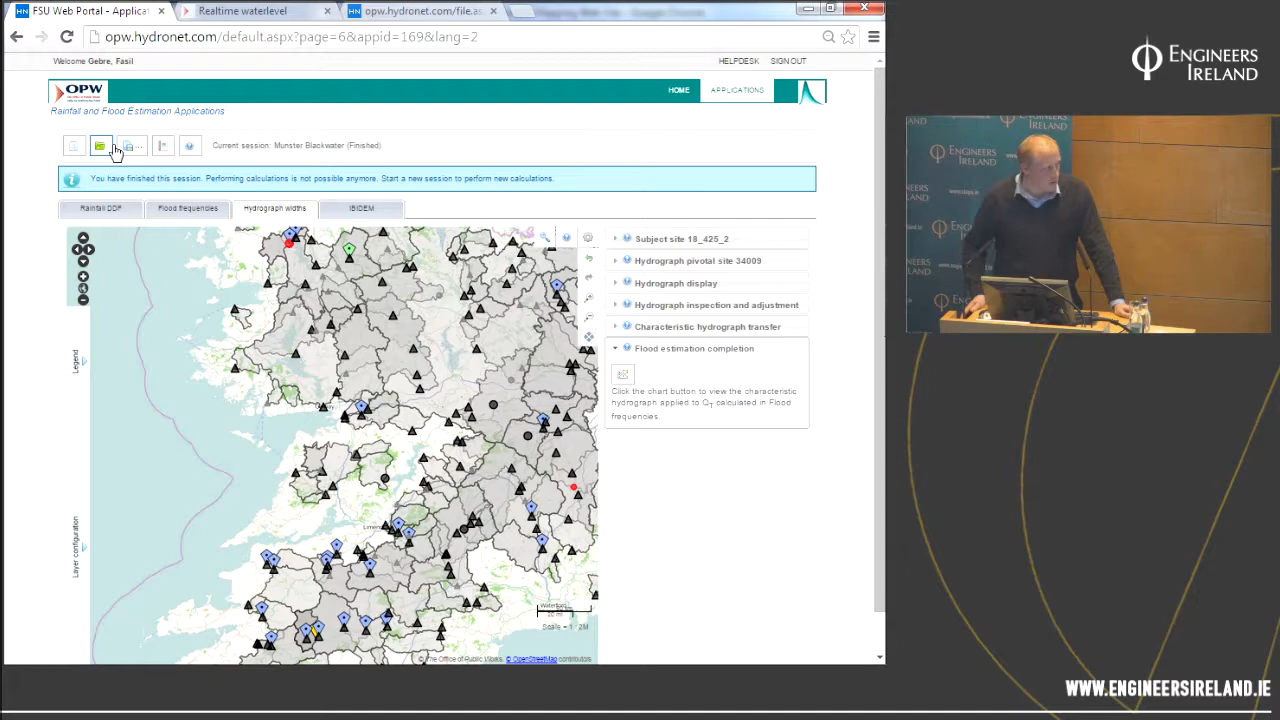 FSU Web Portal - Applicat
Realtime waterlevel
opw.hydronet.com/file.as
opw.hydronet.com/default.aspx?page=6&appid=169&lang=2
Welcome Gebre, Fasil
HELPDESK
SIGN OUT
OPW
HOME
APPLICATIONS
Rainfall and Flood Estimation Applications
Current session: Munster Blackwater (Finished)
You have finished this session. Performing calculations is not possible anymore. Start a new session to perform new calculations.
Rainfall DDF
Flood frequencies
Hydrograph widths
IBIDEM
Subject site 18_425_2
Hydrograph pivotal site 34009
Hydrograph display
Hydrograph inspection and adjustment
Characteristic hydrograph transfer
Flood estimation completion
Click the chart button to view the characteristic
hydrograph applied to QT calculated in Flood
frequencies.
Legend
Layer configuration
Waterford
Scale = 1 : 2M
© The Office of Public Works, © OpenStreetMap contributors
ENGINEERS
IRELAND
ENGINEERS
IRELAND
WWW.ENGINEERSIRELAND.IE